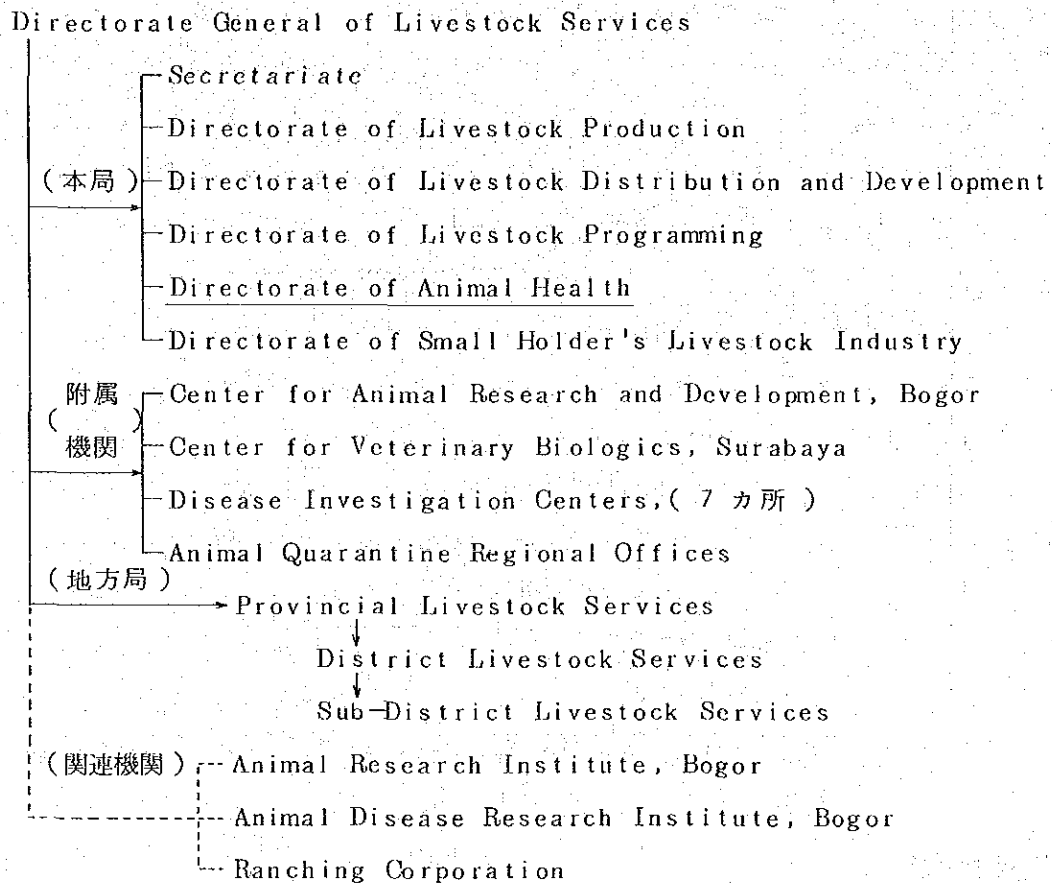 Directorate General of Livestock Services
Secretariate
Directorate of Livestock Production
(本局) Directorate of Livestock Distribution and Development
Directorate of Livestock Programming
Directorate of Animal Health
Directorate of Small Holder's Livestock Industry
(附属機関) Center for Animal Research and Development, Bogor
Center for Veterinary Biologics, Surabaya
Disease Investigation Centers,(7 カ所)
Animal Quarantine Regional Offices
(地方局)
Provincial Livestock Services
District Livestock Services
Sub-District Livestock Services
(関連機関) Animal Research Institute, Bogor
Animal Disease Research Institute, Bogor
Ranching Corporation